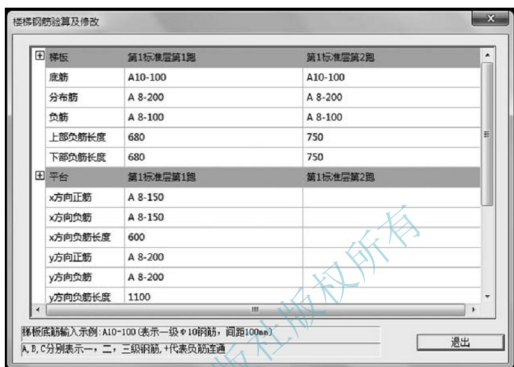 楼梯钢筋验算及修改
梯板 第1标准层第1跑 第1标准层第2跑
底筋 A10-100 A10-100
分布筋 A 8-200 A 8-200
负筋 A 8-100 A 8-100
上部负筋长度 680 750
下部负筋长度 680 750
平台 第1标准层第1跑 第1标准层第2跑
x方向正筋 A 8-150
x方向负筋 A 8-150
x方向负筋长度 600
y方向正筋 A 8-200
y方向负筋 A 8-200
y方向负筋长度 1100
梯板底筋输入示例:A10-100(表示一级Φ10钢筋,间距100mm)
A,B,C分别表示一,二,三级钢筋,+代表负筋连通
退出
版社版权所有